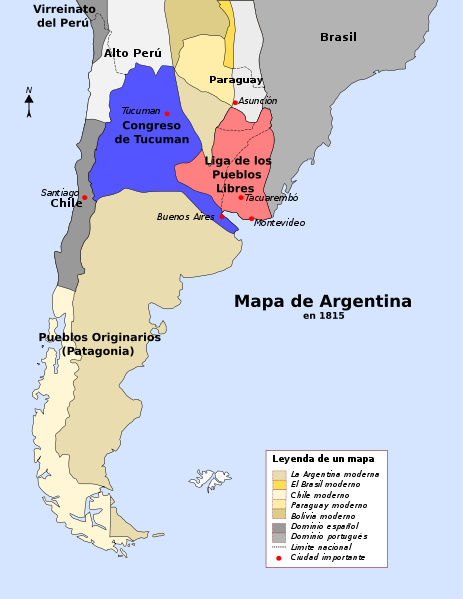 Virreinato
del Perú
Alto Perú
Brasil
Paraguay
Asunción
Tucuman
Congreso
de Tucuman
Liga de los
Pueblos
Libres
Santiago
Chile
Tacuarembó
Buenos Aires
Montevideo
N
Mapa de Argentina
en 1815
Pueblos Originarios
(Patagonia)
Leyenda de un mapa
La Argentina moderna
El Brasil moderno
Chile moderno
Paraguay moderno
Bolivia moderno
Dominio español
Dominio portugués
Limite nacional
Ciudad importante